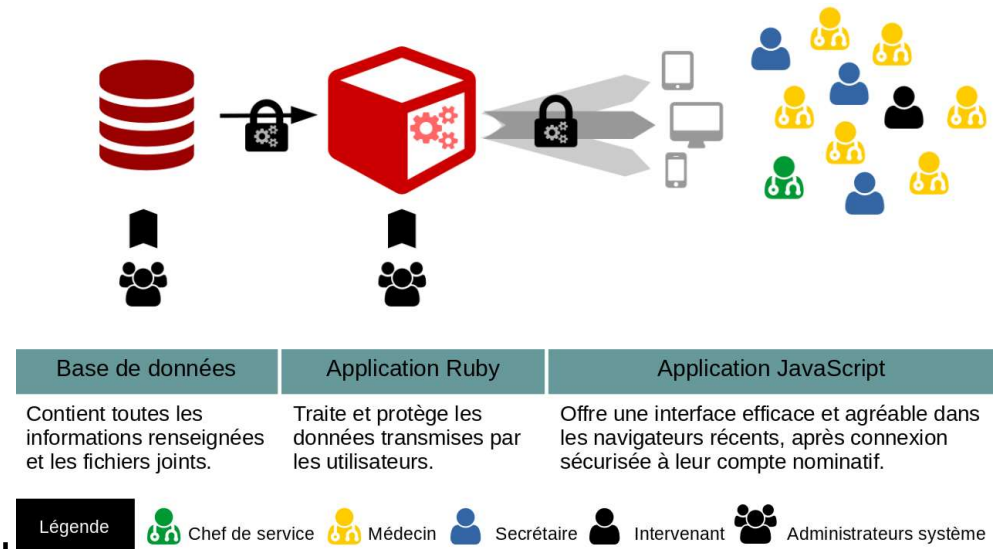 Base de données
Application Ruby
Application JavaScript
Contient toutes les
informations renseignées
et les fichiers joints.
Traite et protège les
données transmises par
les utilisateurs.
Offre une interface efficace et agréable dans
les navigateurs récents, après connexion
sécurisée à leur compte nominatif.
Légende
Chef de service
Médecin
Secrétaire
Intervenant
Administrateurs système